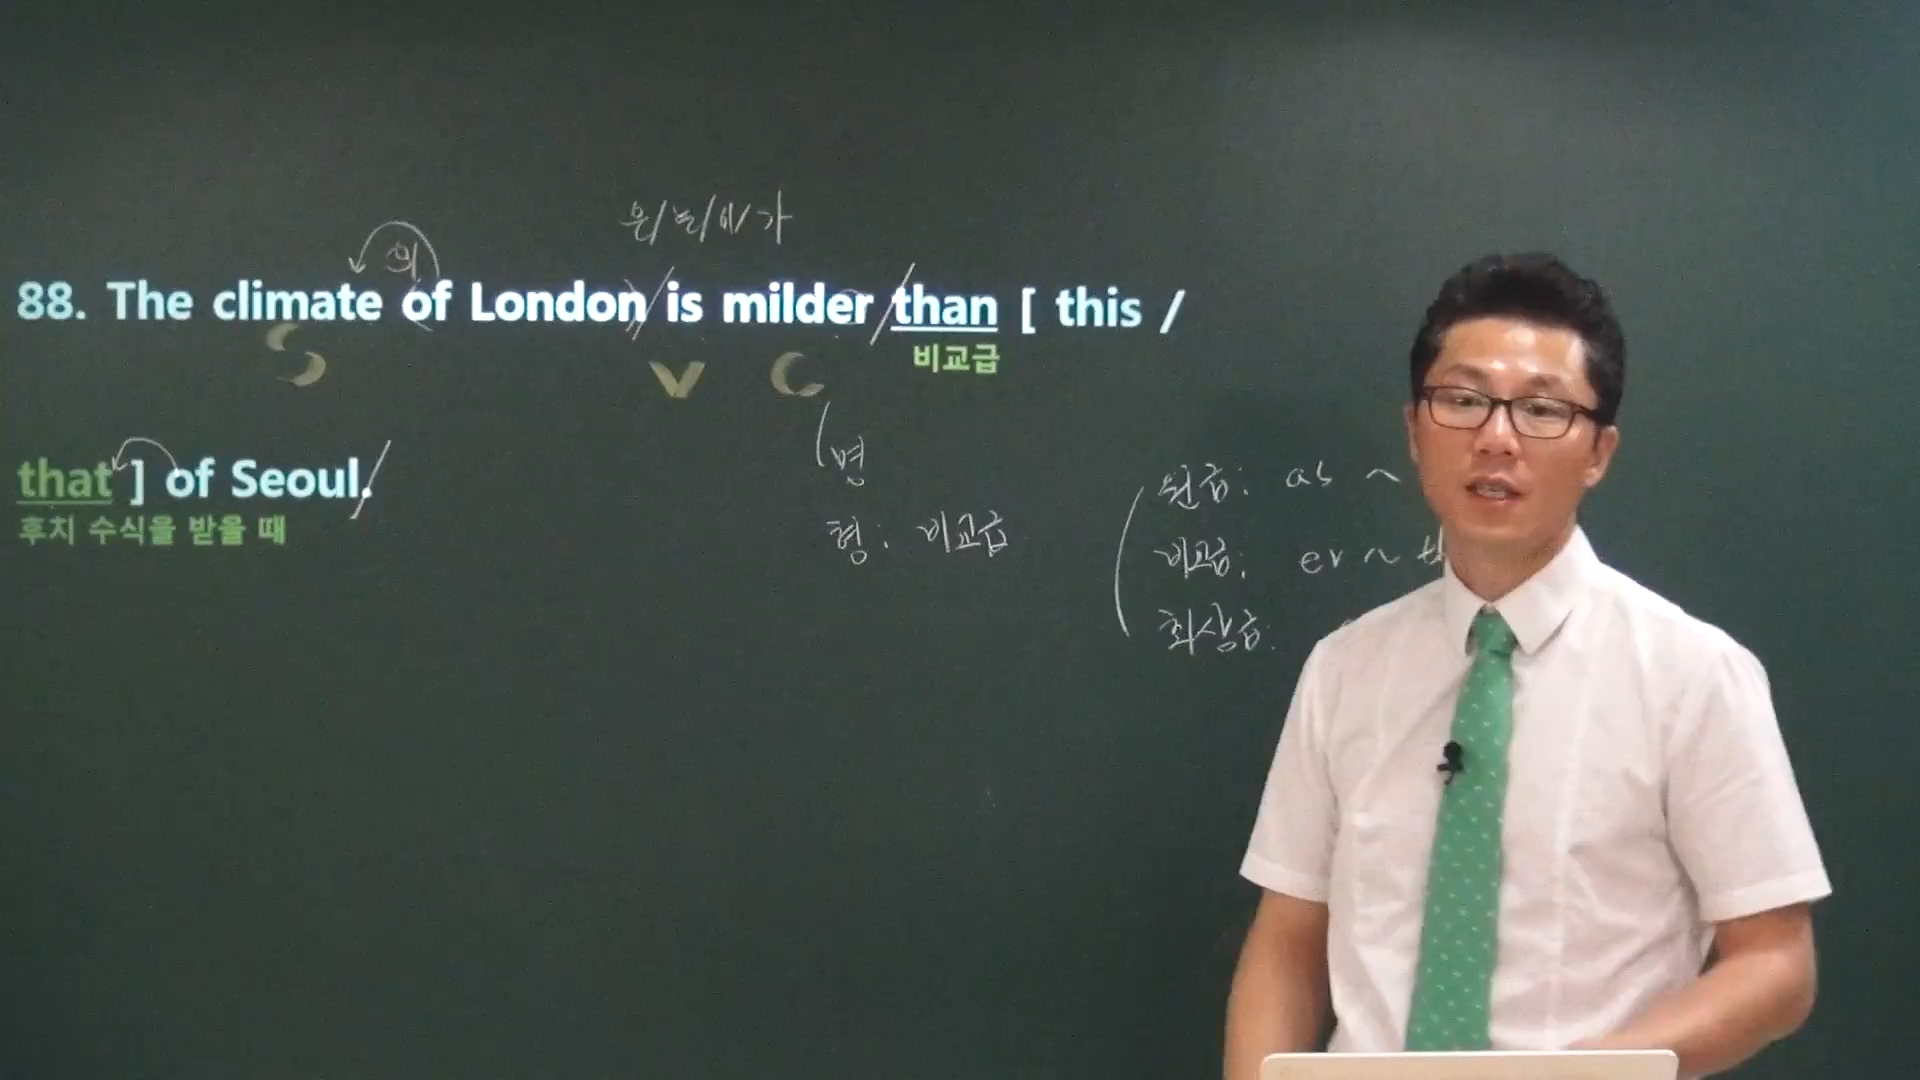 은/는/이/가
의
88. The climate of London / is milder / than [ this /
S V C 비교급
that ] of Seoul. /
후치 수식을 받을 때
명
형: 비교급
원급: as ~
비교급: er ~
최상급: